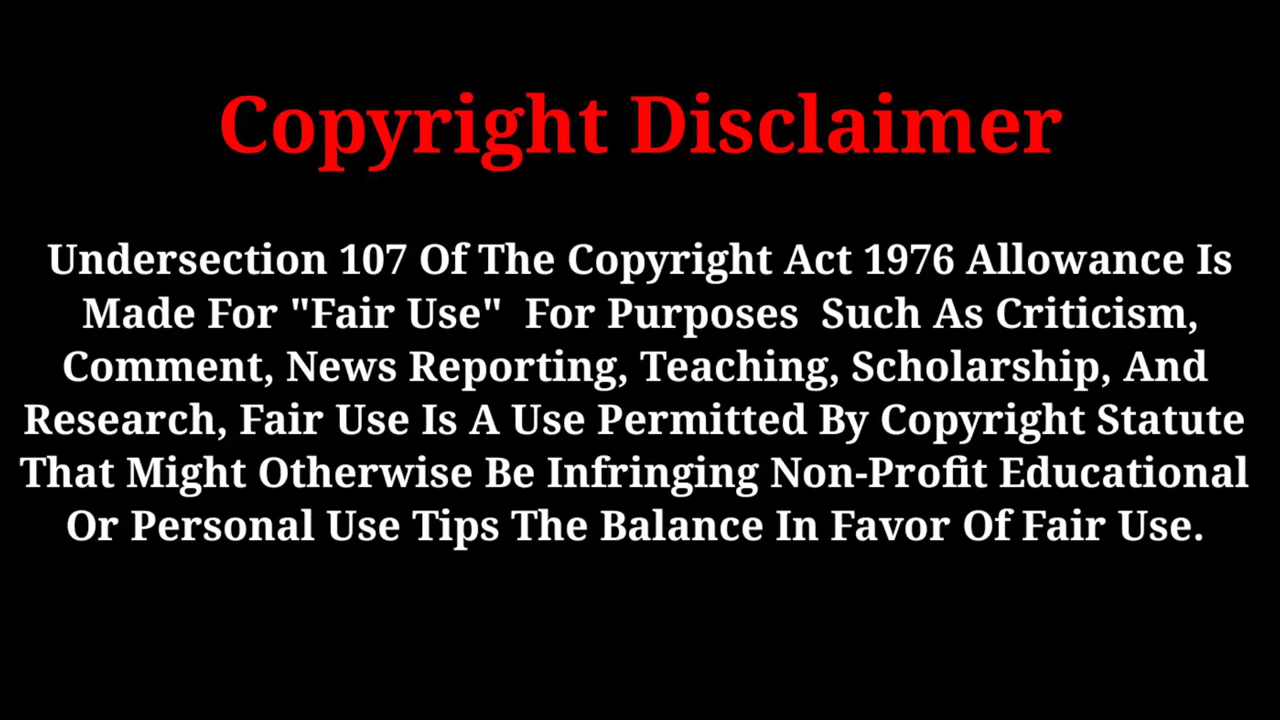 Copyright Disclaimer
Undersection 107 Of The Copyright Act 1976 Allowance Is
Made For "Fair Use"  For Purposes  Such As Criticism,
Comment, News Reporting, Teaching, Scholarship, And
Research, Fair Use Is A Use Permitted By Copyright Statute
That Might Otherwise Be Infringing Non-Profit Educational
Or Personal Use Tips The Balance In Favor Of Fair Use.